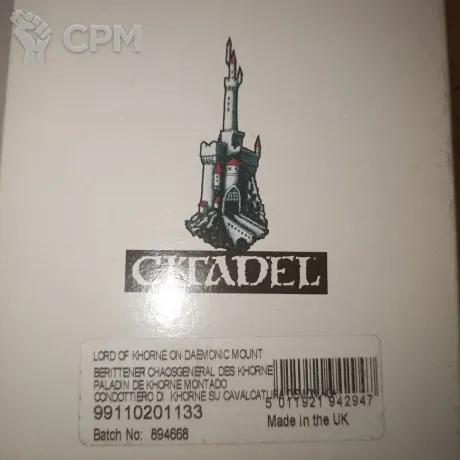 CPM
CITADEL
LORD OF KHORNE ON DAEMONIC MOUNT
BERITTENER CHAOSGENERAL DES KHORNE
PALADIN DE KHORNE MONTADO
CONDOTTIERO DI KHORNE SU CAVALCATURA
99110201133
5 011921 942947
Batch No: 894668
Made in the UK